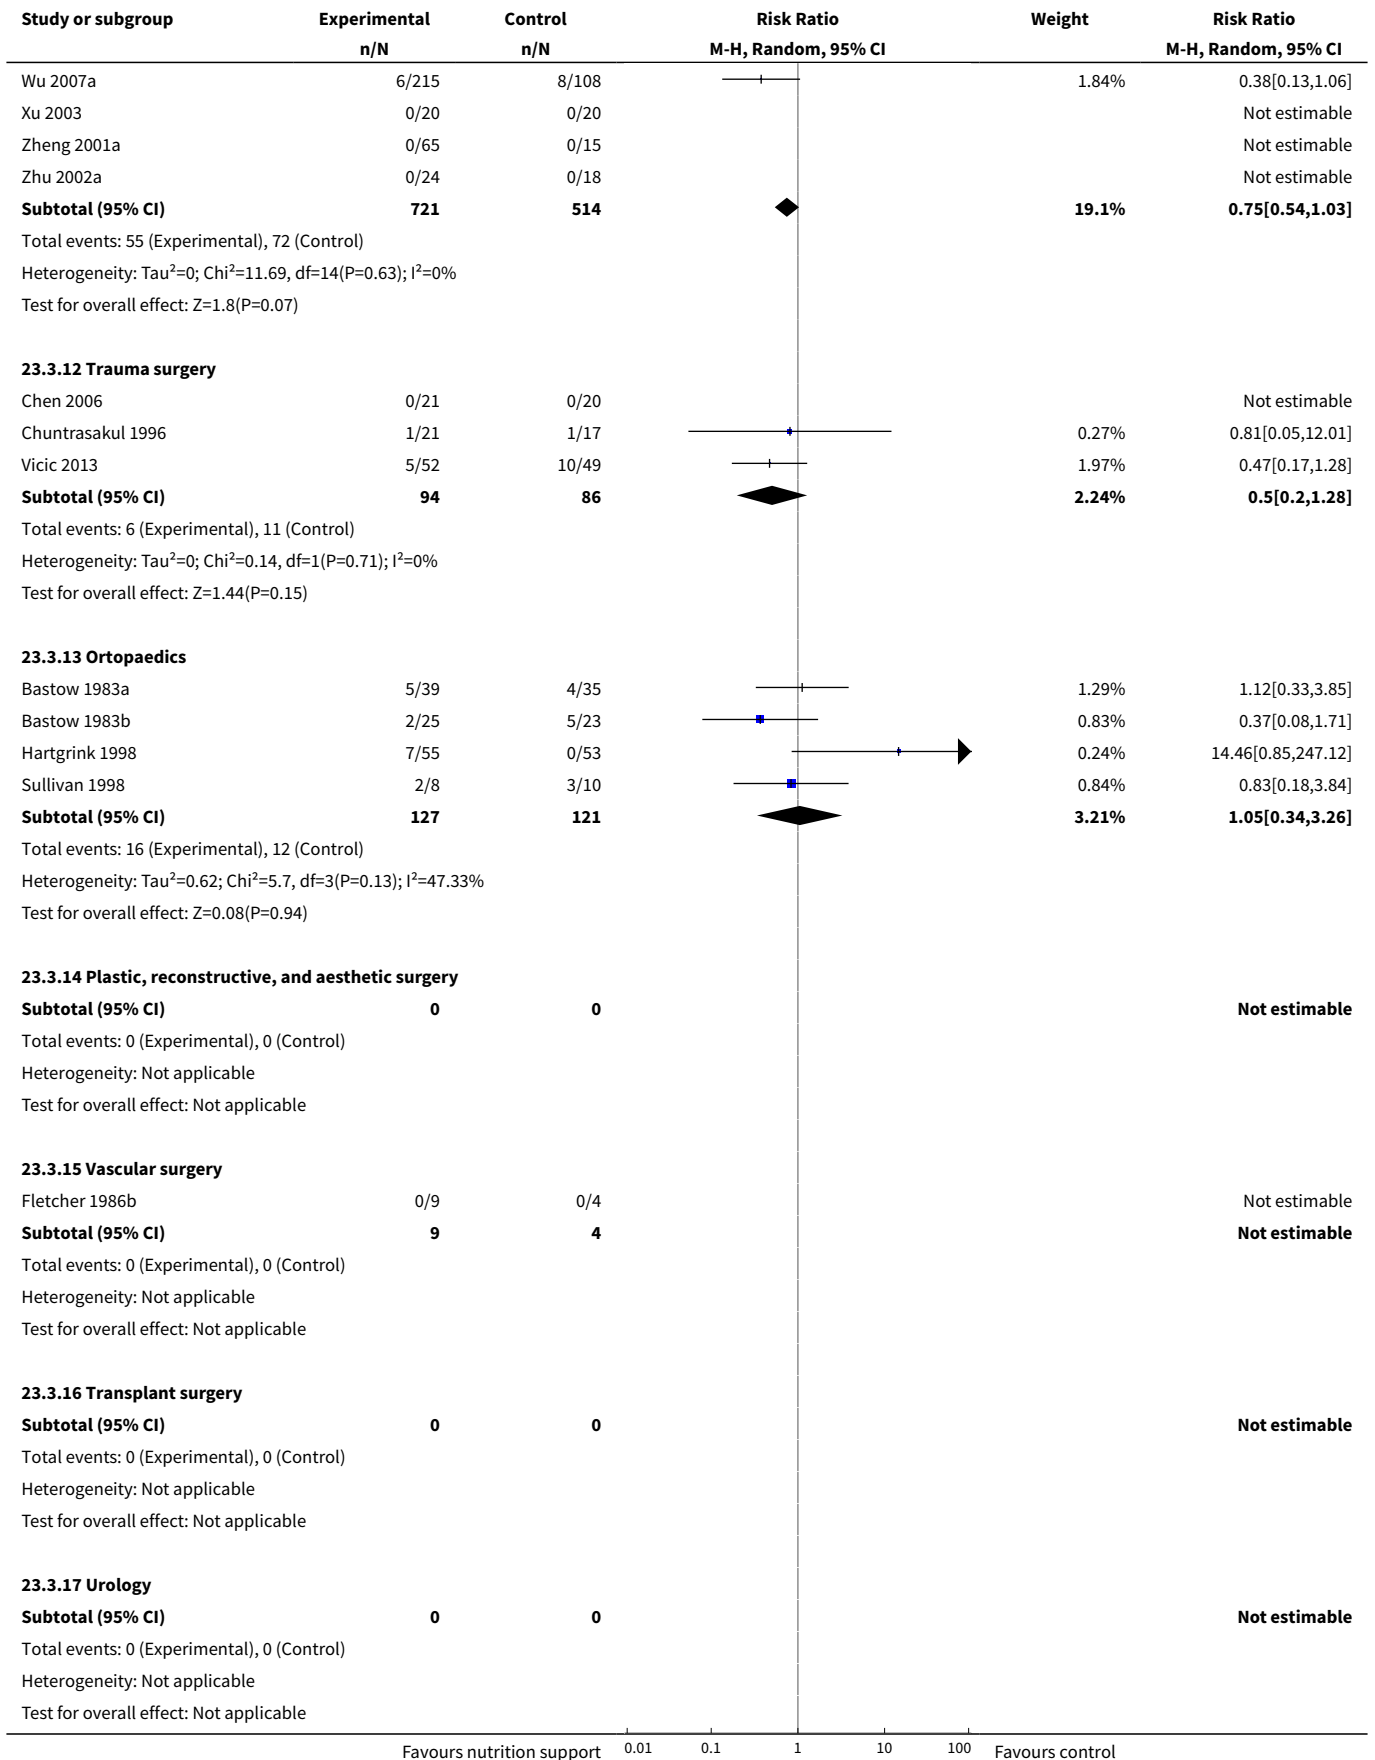 Study or subgroup Experimental Control Risk Ratio Weight Risk Ratio
n/N n/N M-H, Random, 95% CI M-H, Random, 95% CI
Wu 2007a 6/215 8/108 1.84% 0.38[0.13,1.06]
Xu 2003 0/20 0/20 Not estimable
Zheng 2001a 0/65 0/15 Not estimable
Zhu 2002a 0/24 0/18 Not estimable
Subtotal (95% CI) 721 514 19.1% 0.75[0.54,1.03]
Total events: 55 (Experimental), 72 (Control)
Heterogeneity: Tau²=0; Chi²=11.69, df=14(P=0.63); I²=0%
Test for overall effect: Z=1.8(P=0.07)
23.3.12 Trauma surgery
Chen 2006 0/21 0/20 Not estimable
Chuntrasakul 1996 1/21 1/17 0.27% 0.81[0.05,12.01]
Vicic 2013 5/52 10/49 1.97% 0.47[0.17,1.28]
Subtotal (95% CI) 94 86 2.24% 0.5[0.2,1.28]
Total events: 6 (Experimental), 11 (Control)
Heterogeneity: Tau²=0; Chi²=0.14, df=1(P=0.71); I²=0%
Test for overall effect: Z=1.44(P=0.15)
23.3.13 Ortopaedics
Bastow 1983a 5/39 4/35 1.29% 1.12[0.33,3.85]
Bastow 1983b 2/25 5/23 0.83% 0.37[0.08,1.71]
Hartgrink 1998 7/55 0/53 0.24% 14.46[0.85,247.12]
Sullivan 1998 2/8 3/10 0.84% 0.83[0.18,3.84]
Subtotal (95% CI) 127 121 3.21% 1.05[0.34,3.26]
Total events: 16 (Experimental), 12 (Control)
Heterogeneity: Tau²=0.62; Chi²=5.7, df=3(P=0.13); I²=47.33%
Test for overall effect: Z=0.08(P=0.94)
23.3.14 Plastic, reconstructive, and aesthetic surgery
Subtotal (95% CI) 0 0 Not estimable
Total events: 0 (Experimental), 0 (Control)
Heterogeneity: Not applicable
Test for overall effect: Not applicable
23.3.15 Vascular surgery
Fletcher 1986b 0/9 0/4 Not estimable
Subtotal (95% CI) 9 4 Not estimable
Total events: 0 (Experimental), 0 (Control)
Heterogeneity: Not applicable
Test for overall effect: Not applicable
23.3.16 Transplant surgery
Subtotal (95% CI) 0 0 Not estimable
Total events: 0 (Experimental), 0 (Control)
Heterogeneity: Not applicable
Test for overall effect: Not applicable
23.3.17 Urology
Subtotal (95% CI) 0 0 Not estimable
Total events: 0 (Experimental), 0 (Control)
Heterogeneity: Not applicable
Test for overall effect: Not applicable
Favours nutrition support 0.01 0.1 1 10 100 Favours control